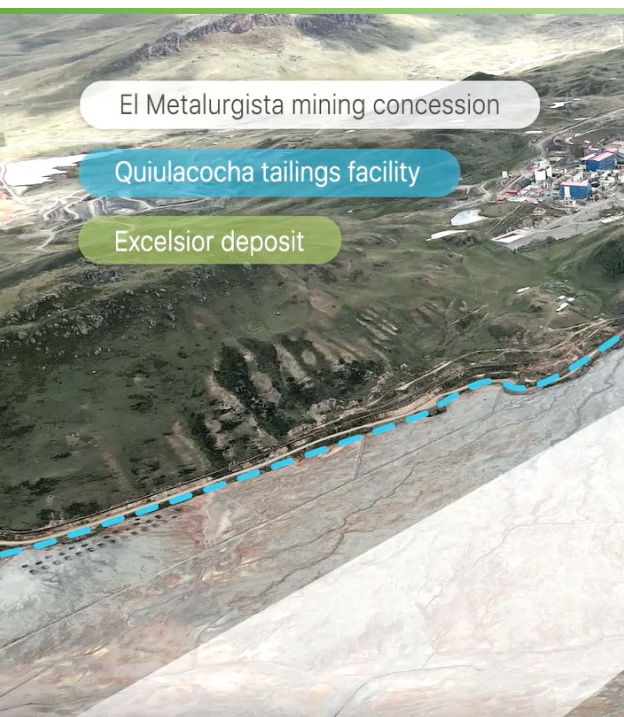 El Metalurgista mining concession
Quiulacocha tailings facility
Excelsior deposit